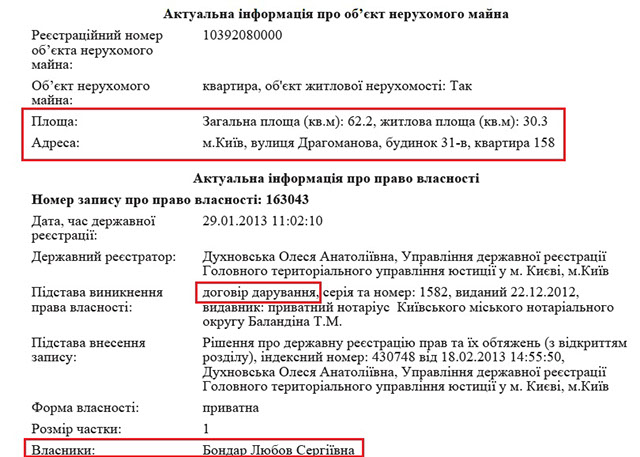 Актуальна інформація про об’єкт нерухомого майна
Реєстраційний номер 10392080000
об’єкта нерухомого
майна:
Об’єкт нерухомого квартира, об'єкт житлової нерухомості: Так
майна:
Площа: Загальна площа (кв.м): 62.2, житлова площа (кв.м): 30.3
Адреса: м.Київ, вулиця Драгоманова, будинок 31-в, квартира 158
Актуальна інформація про право власності
Номер запису про право власності: 163043
Дата, час державної 29.01.2013 11:02:10
реєстрації:
Державний реєстратор: Духновська Олеся Анатоліївна, Управління державної реєстрації
Головного територіального управління юстиції у м. Києві, м.Київ
Підстава виникнення договір дарування, серія та номер: 1582, виданий 22.12.2012,
права власності: видавник: приватний нотаріус Київського міського нотаріального
округу Баландіна Т.М.
Підстава внесення Рішення про державну реєстрацію прав та їх обтяжень (з відкриттям
запису: розділу), індексний номер: 430748 від 18.02.2013 14:55:50,
Духновська Олеся Анатоліївна, Управління державної реєстрації
Головного територіального управління юстиції у м. Києві, м.Київ
Форма власності: приватна
Розмір частки: 1
Власники: Бондар Любов Сергіївна